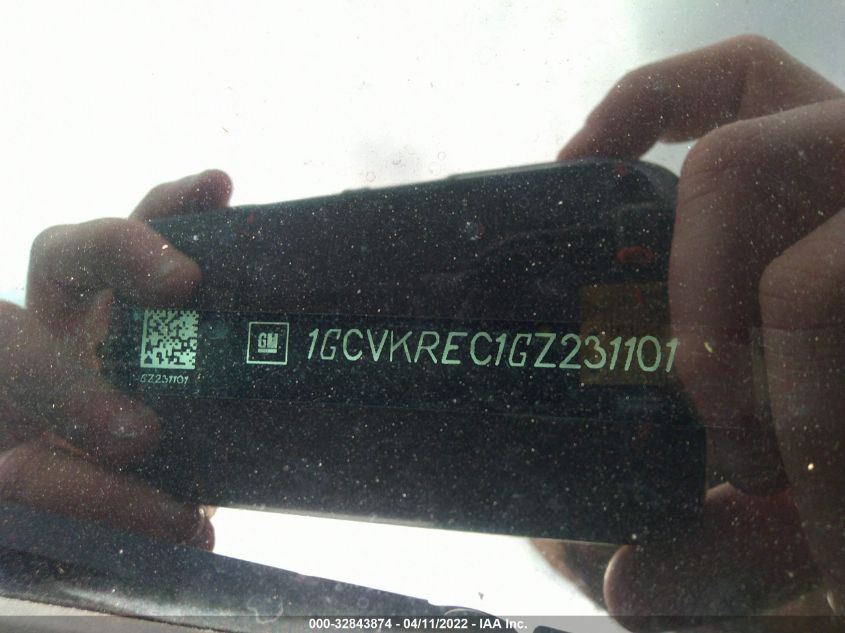 GM
1GCVKREC1GZ231101
GZ231101
000-32843874 - 04/11/2022 - IAA Inc.